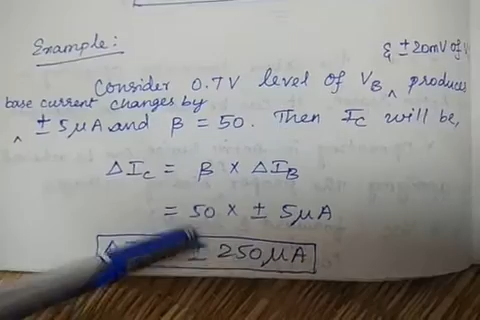 Example:
& ± 20mV of
Consider 0.7V level of VB ^ produces
base current changes by
^ ± 5μA and β = 50. Then IC will be,
ΔIC = β × ΔIB
= 50 × ± 5μA
± 250μA